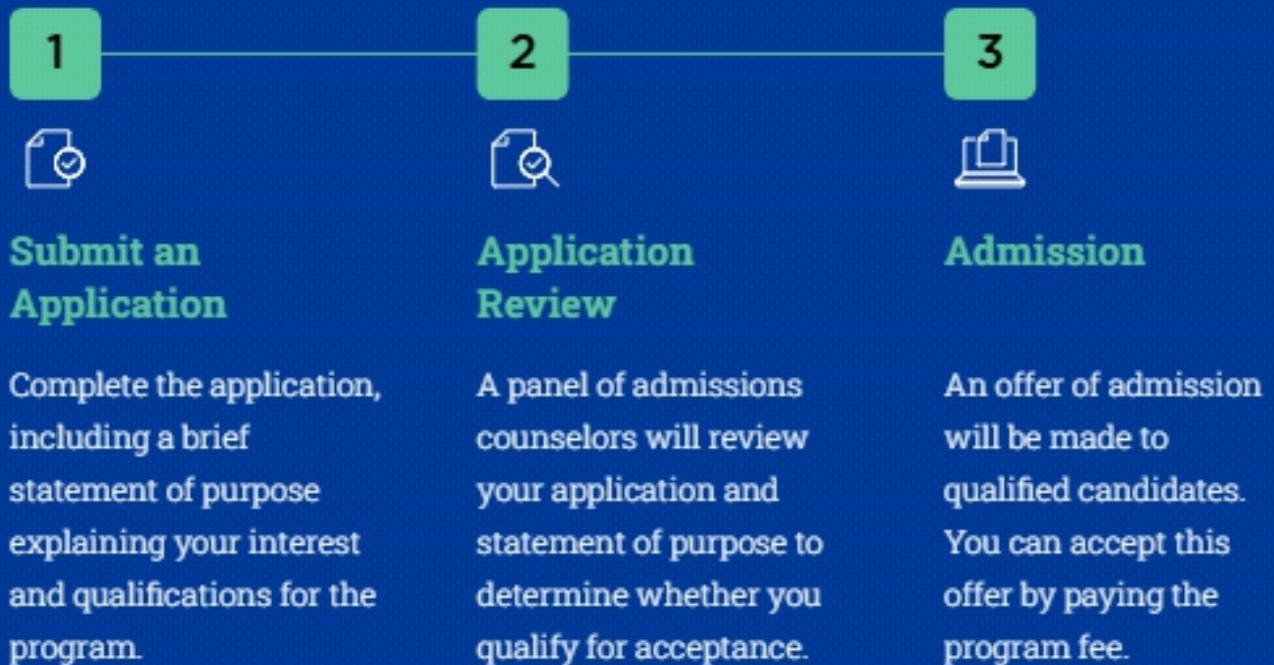 1
2
3
Submit an
Application
Complete the application,
including a brief
statement of purpose
explaining your interest
and qualifications for the
program.
Application
Review
A panel of admissions
counselors will review
your application and
statement of purpose to
determine whether you
qualify for acceptance.
Admission
An offer of admission
will be made to
qualified candidates.
You can accept this
offer by paying the
program fee.